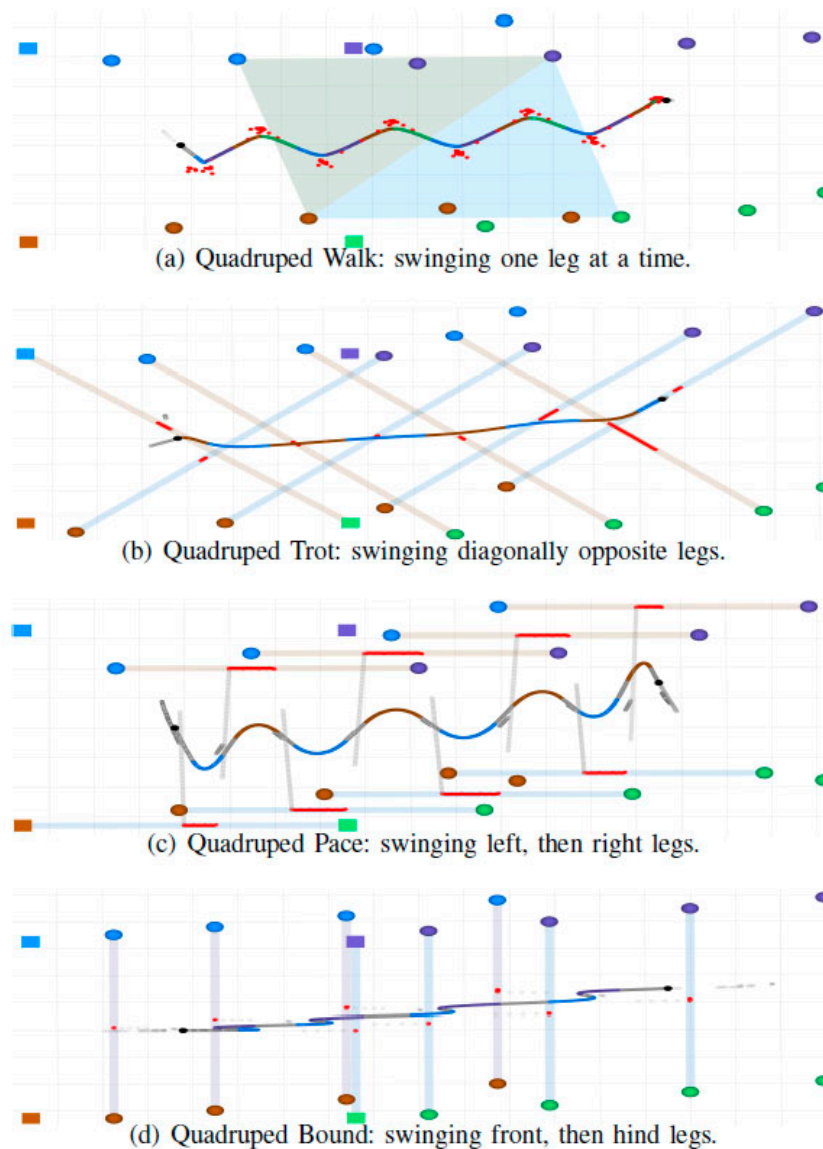 (a) Quadruped Walk: swinging one leg at a time.
(b) Quadruped Trot: swinging diagonally opposite legs.
(c) Quadruped Pace: swinging left, then right legs.
(d) Quadruped Bound: swinging front, then hind legs.